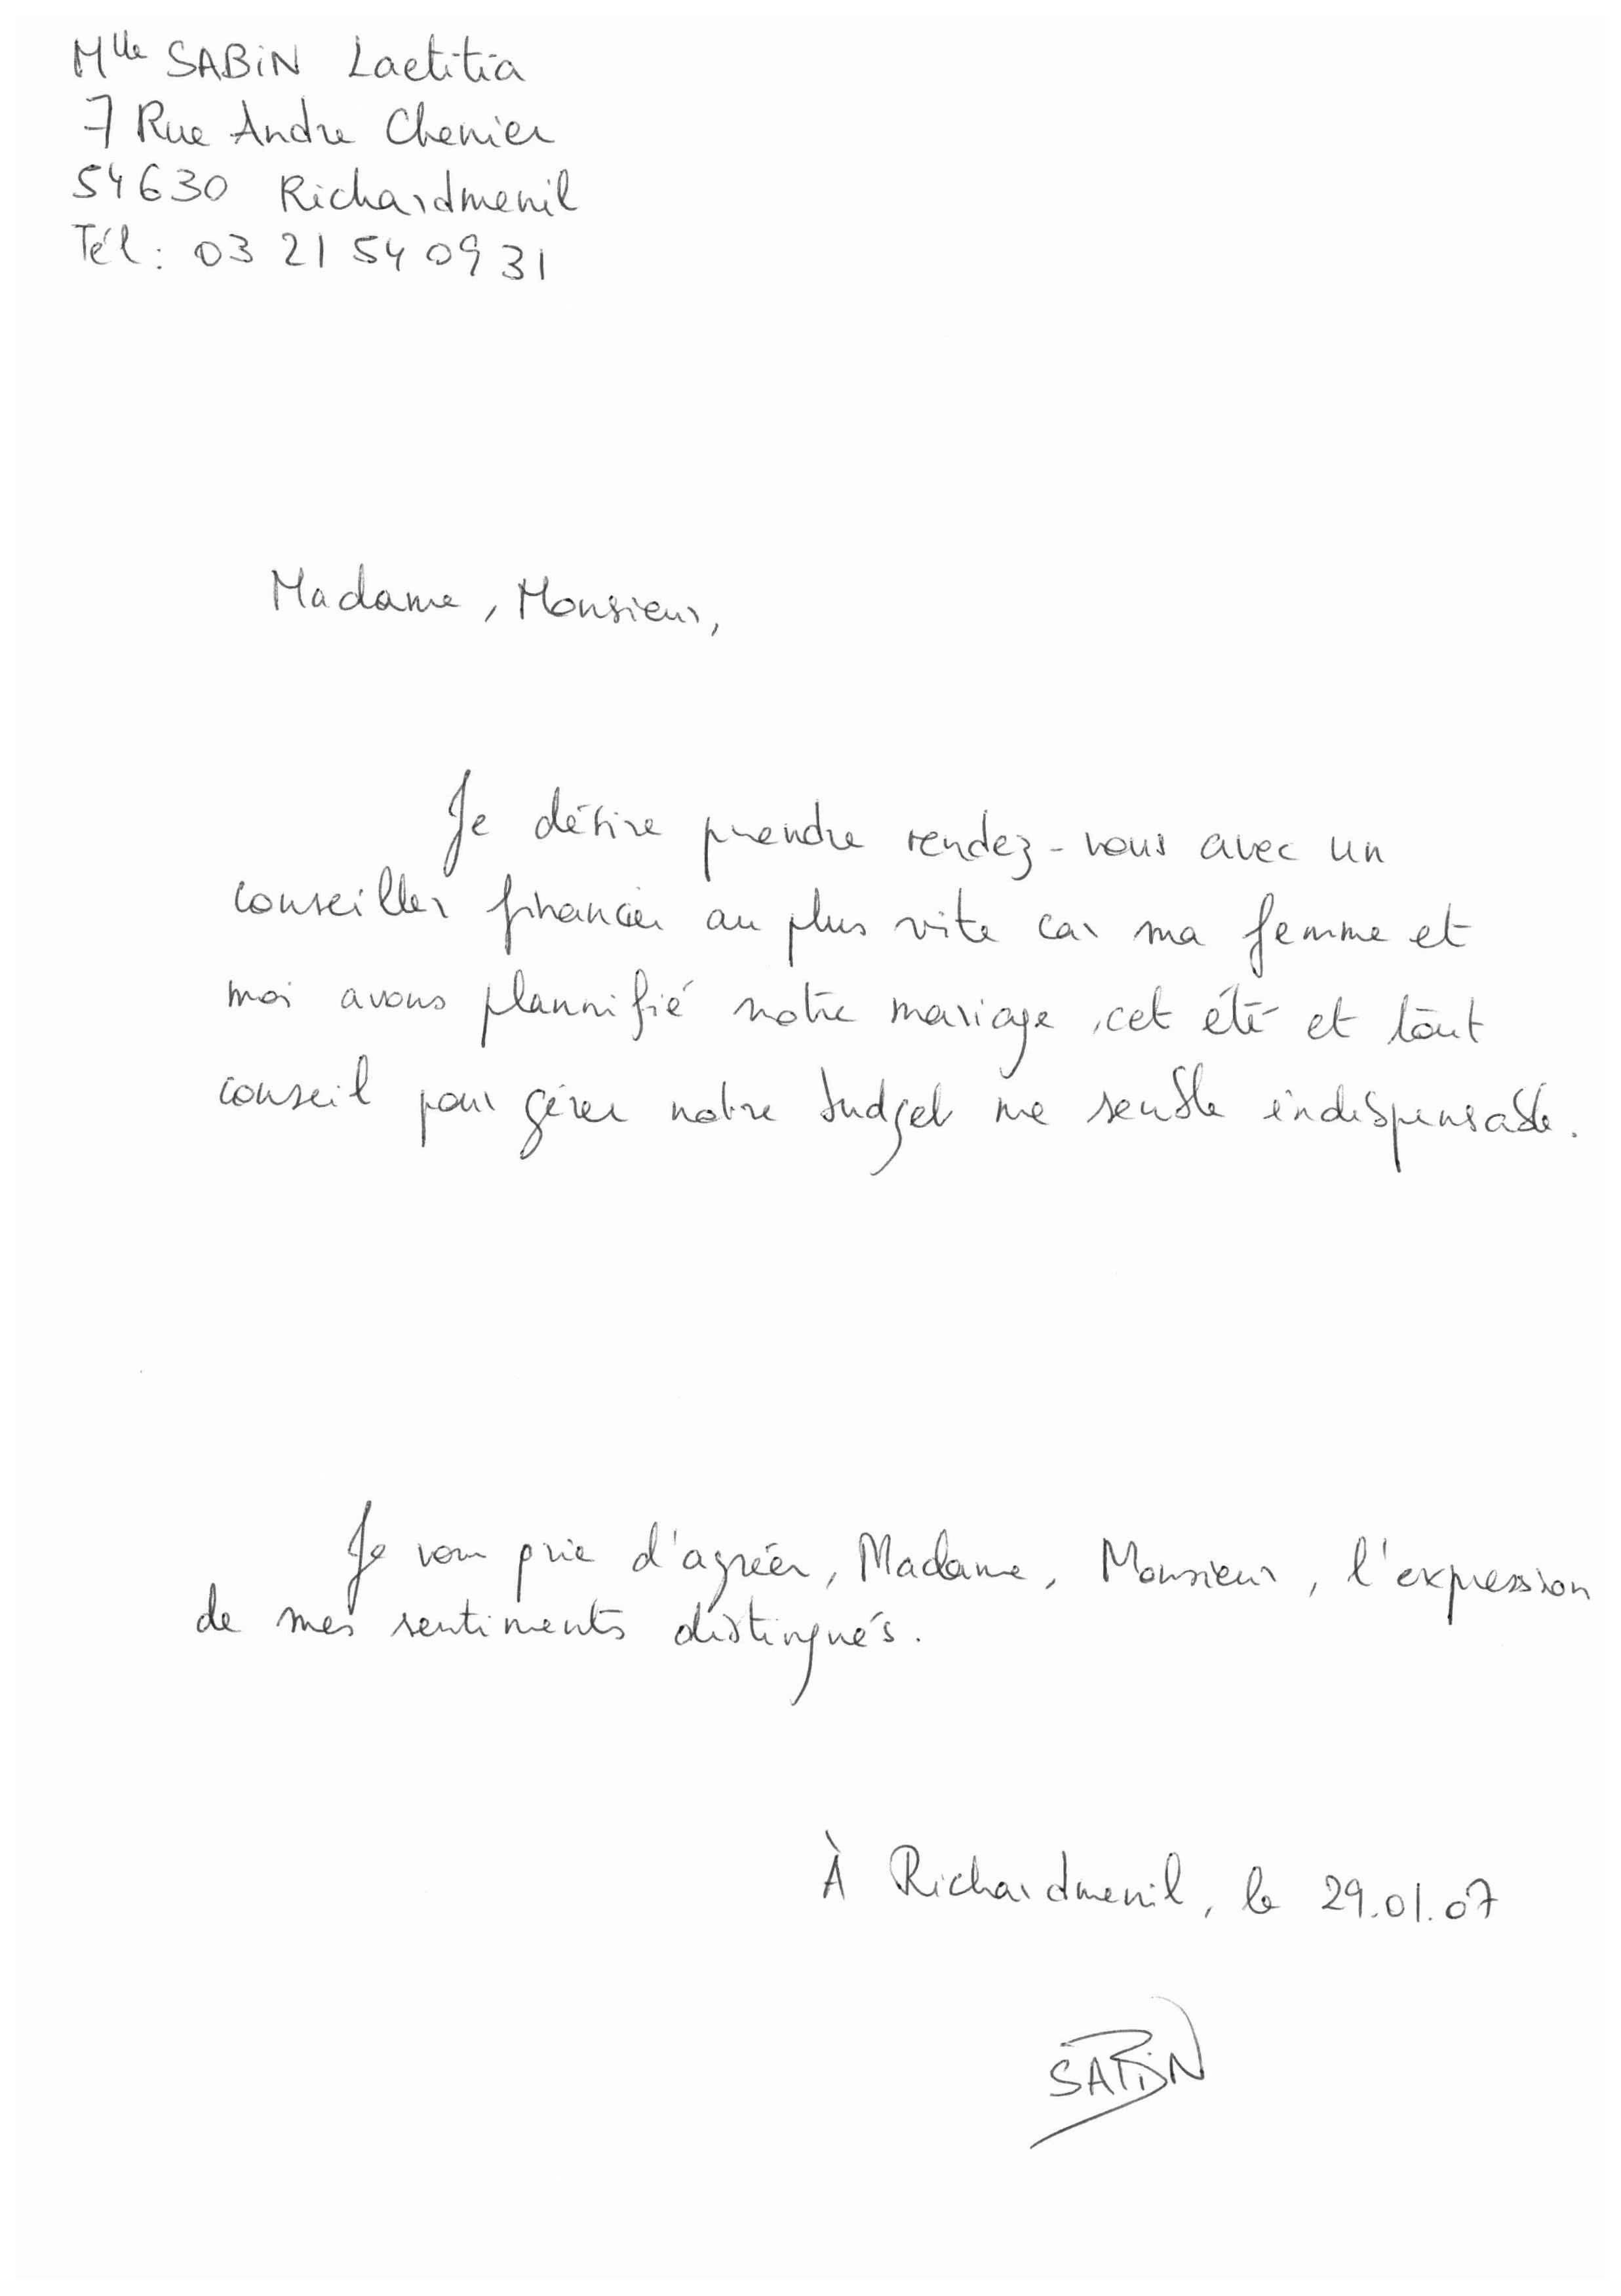 Mlle SABIN Laetitia
7 Rue Andre Chenier
54630 Richardmenil
Tél : 03 21 54 09 31
Madame, Monsieur,
Je désire prendre rendez-vous avec un
conseiller financier au plus vite car ma femme et
moi avons plannifié notre mariage cet été et tout
conseil pour gérer notre budget me semble indispensable.
Je vous prie d'agréer, Madame, Monsieur, l'expression
de mes sentiments distingués.
À Richardmenil, le 29.01.07
SABIN